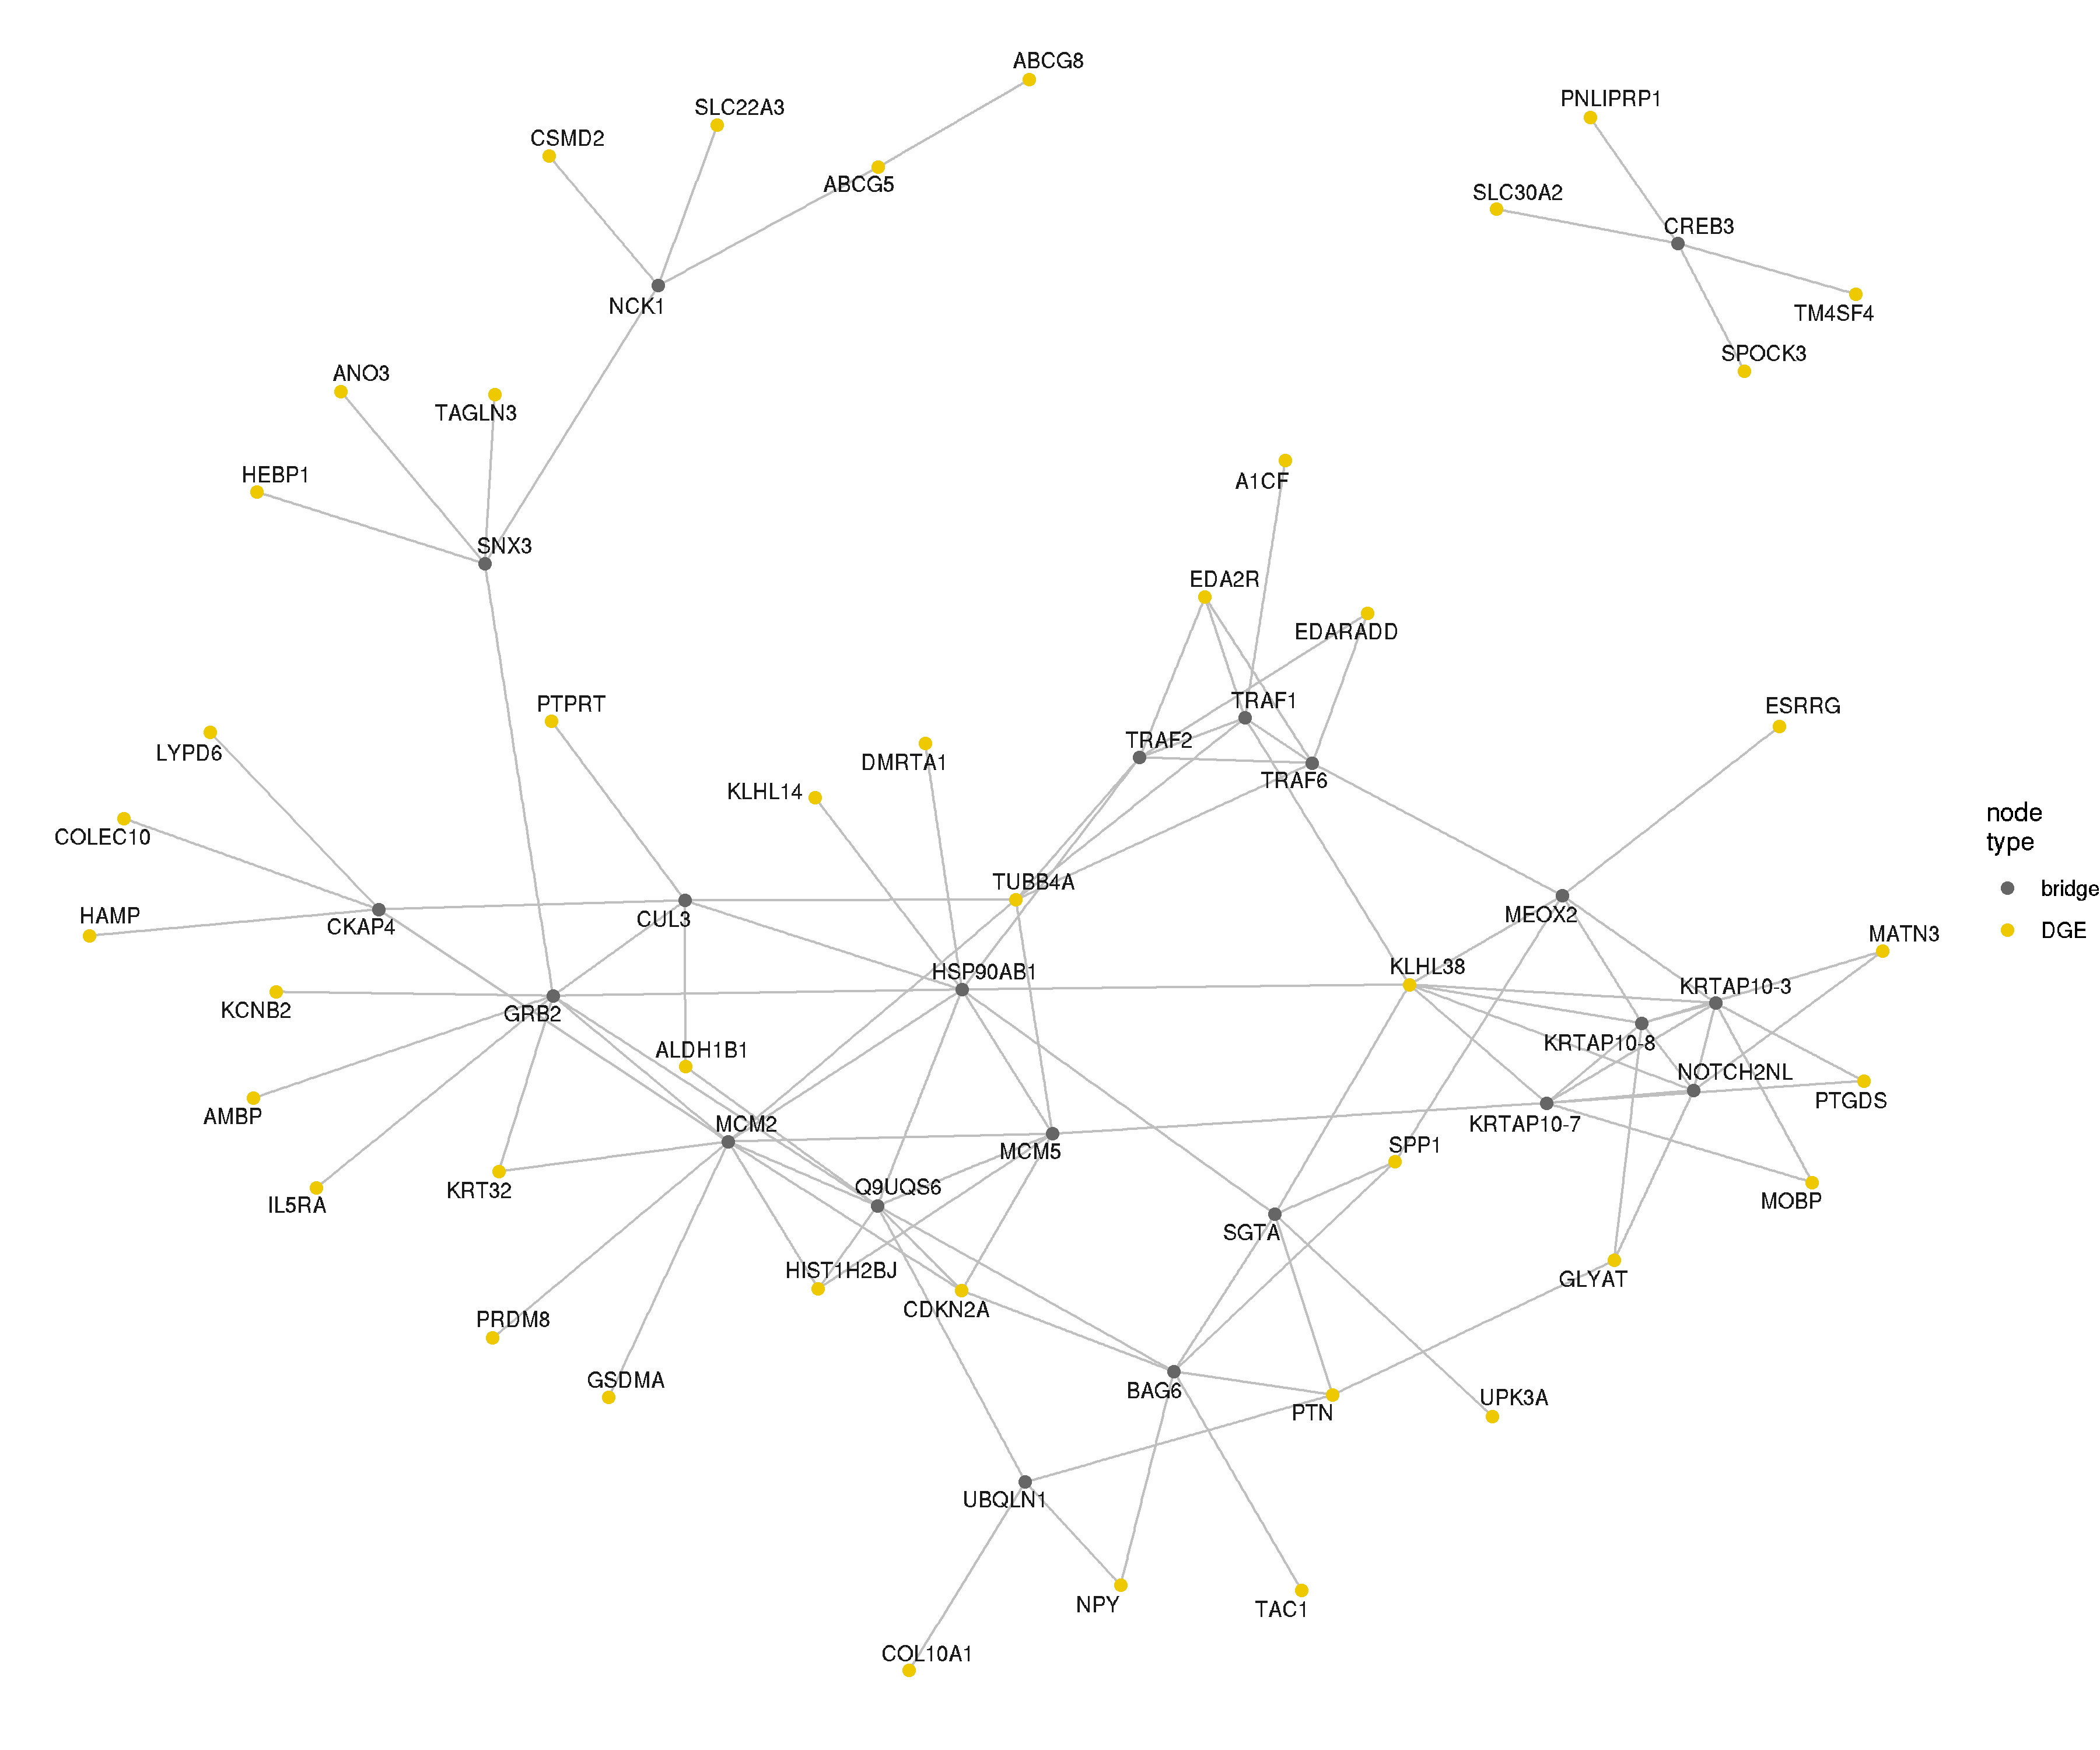 ABCG8
PNLIPRP1
SLC22A3
CSMD2
ABCG5
SLC30A2
CREB3
NCK1
TM4SF4
SPOCK3
ANO3
TAGLN3
HEBP1
A1CF
SNX3
EDA2R
EDARADD
PTPRT
TRAF1
ESRRG
LYPD6
TRAF2
DMRTA1
TRAF6
KLHL14
node
type
COLEC10
TUBB4A
bridge
HAMP
CUL3
MEOX2
CKAP4
MATN3
DGE
HSP90AB1
KLHL38
KRTAP10-3
KCNB2
GRB2
KRTAP10-8
ALDH1B1
NOTCH2NL
PTGDS
AMBP
MCM2
KRTAP10-7
MCM5
SPP1
Q9UQS6
KRT32
IL5RA
MOBP
SGTA
HIST1H2BJ
GLYAT
CDKN2A
PRDM8
GSDMA
BAG6
UPK3A
PTN
UBQLN1
NPY
TAC1
COL10A1